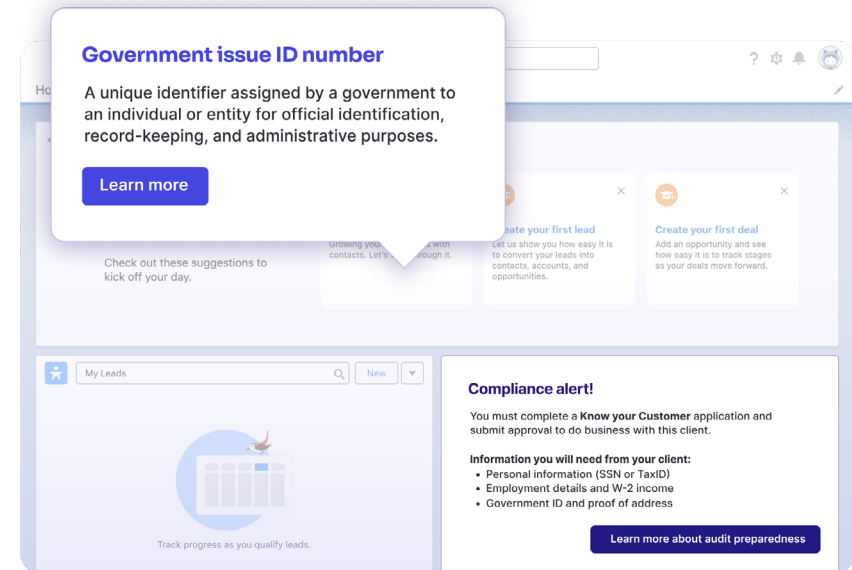 Government issue ID number
A unique identifier assigned by a government to
an individual or entity for official identification,
record-keeping, and administrative purposes.
Learn more
?
Ho
Check out these suggestions to
kick off your day.
Growing you
with
contacts. Let's
rough it.
eate your first lead
Let us show you how easy it is
to convert your leads into
contacts, accounts, and
opportunities.
Create your first deal
Add an opportunity and see
how easy it is to track stages
as your deals move forward.
My Leads
New
Track progress as you qualify leads.
Compliance alert!
You must complete a Know your Customer application and
submit approval to do business with this client.
Information you will need from your client:
• Personal information (SSN or TaxID)
• Employment details and W-2 income
• Government ID and proof of address
Learn more about audit preparedness